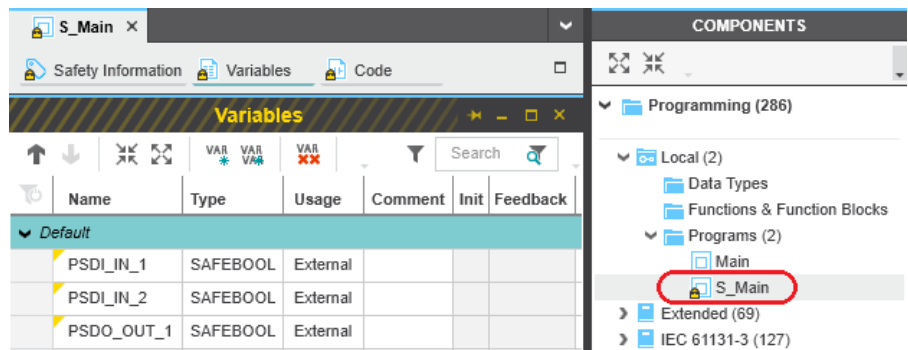 S_Main
Safety Information
Variables
Code
Variables
VAR VAR VAR
Search
Name Type Usage Comment Init Feedback
Default
PSDI_IN_1 SAFEBOOL External
PSDI_IN_2 SAFEBOOL External
PSDO_OUT_1 SAFEBOOL External
COMPONENTS
Programming (286)
Local (2)
Data Types
Functions & Function Blocks
Programs (2)
Main
S_Main
Extended (69)
IEC 61131-3 (127)